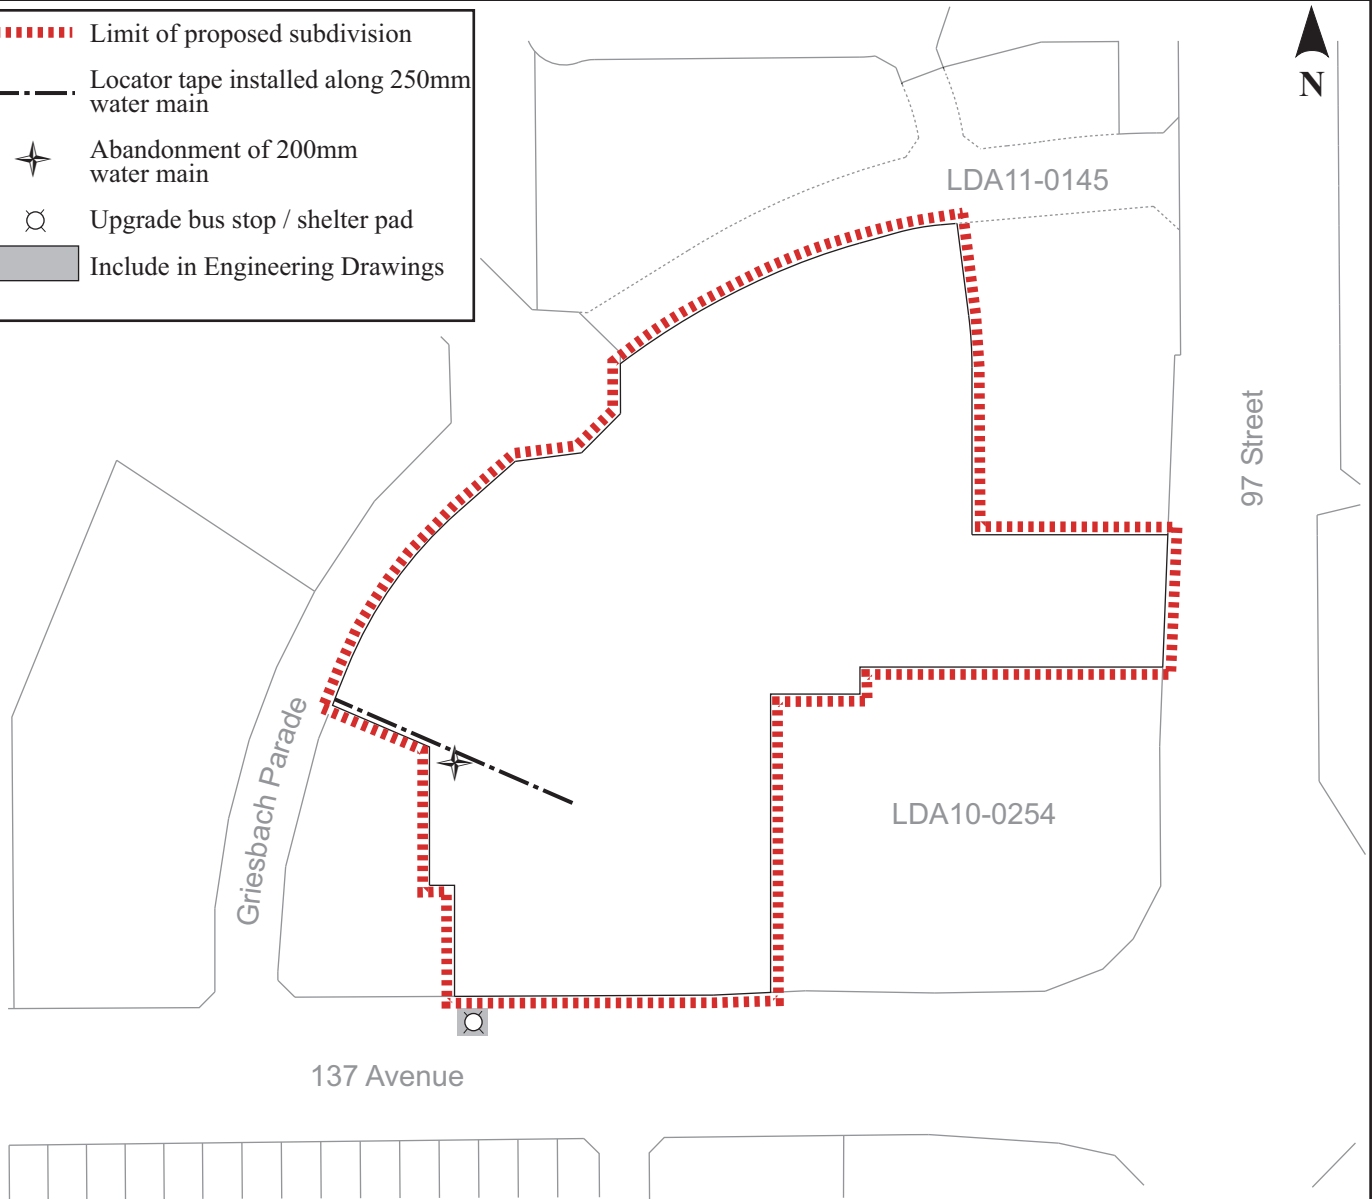 Limit of proposed subdivision
Locator tape installed along 250mm
water main
Abandonment of 200mm
water main
Upgrade bus stop / shelter pad
Include in Engineering Drawings
N
LDA11-0145
97 Street
Griesbach Parade
LDA10-0254
137 Avenue